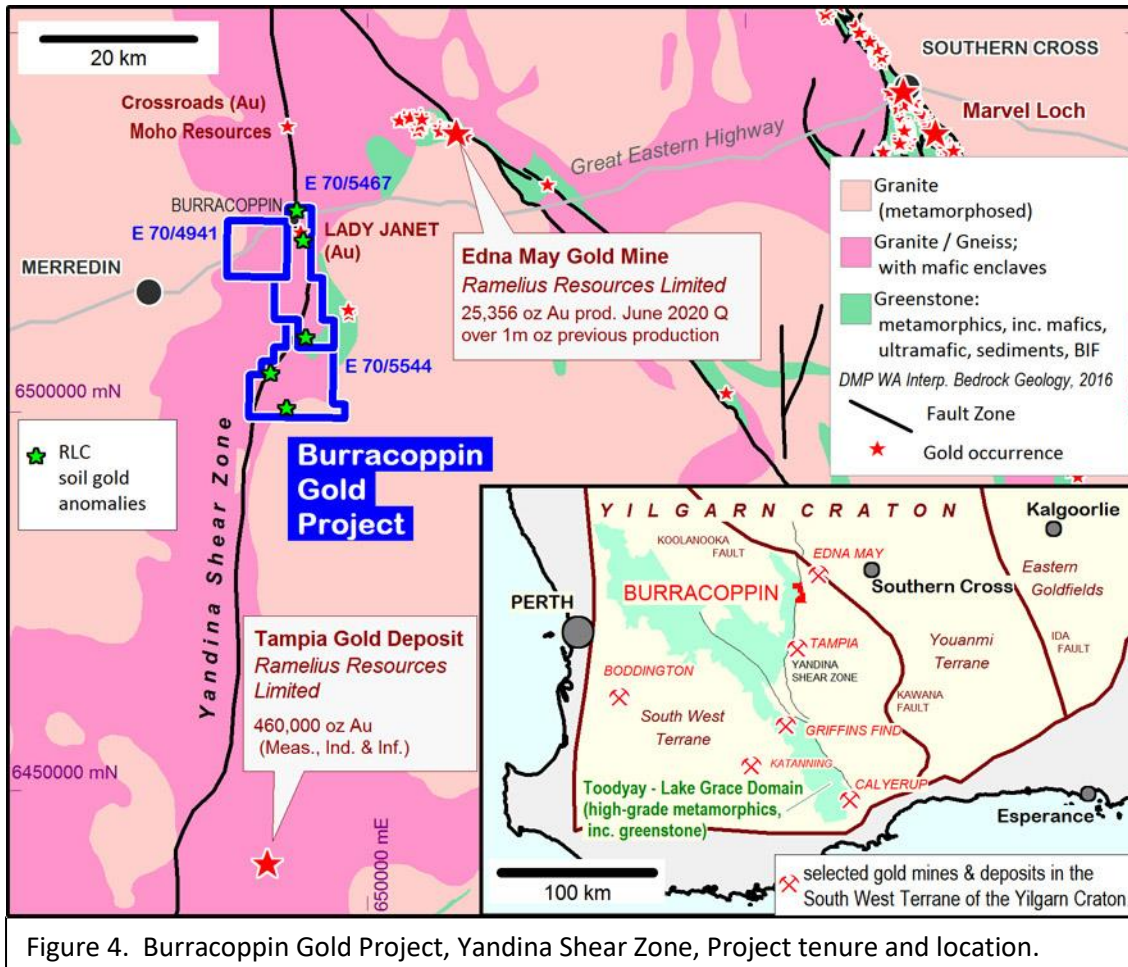 20 km
SOUTHERN CROSS
Crossroads (Au)
Moho Resources
Marvel Loch
Great Eastern Highway
E 70/5467
BURRACOPPIN
E 70/4941
LADY JANET
(Au)
MERREDIN
Edna May Gold Mine
Ramelius Resources Limited
25,356 oz Au prod. June 2020 Q
over 1m oz previous production
Granite
(metamorphosed)
Granite / Gneiss;
with mafic enclaves
Greenstone:
metamorphics, inc. mafics,
ultramafic, sediments, BIF
DMP WA Interp. Bedrock Geology, 2016
Fault Zone
Gold occurrence
E 70/5544
6500000 mN
RLC
soil gold
anomalies
Burracoppin
Gold
Project
Yandina Shear Zone
Tampia Gold Deposit
Ramelius Resources
Limited
460,000 oz Au
(Meas., Ind. & Inf.)
6450000 mN
650000 mE
YILGARN CRATON
KOOLANOOKA
FAULT
Kalgoorlie
EDNA MAY
Southern Cross
Eastern
Goldfields
BURRACOPPIN
PERTH
TAMPIA
YANDINA
SHEAR ZONE
Youanmi
Terrane
IDA
FAULT
BODDINGTON
KAWANA
FAULT
South West
Terrane
GRIFFINS FIND
KATANNING
CALYERUP
Toodyay - Lake Grace Domain
(high-grade metamorphics,
inc. greenstone)
Esperance
100 km
selected gold mines & deposits in the
South West Terrane of the Yilgarn Craton
Figure 4. Burracoppin Gold Project, Yandina Shear Zone, Project tenure and location.